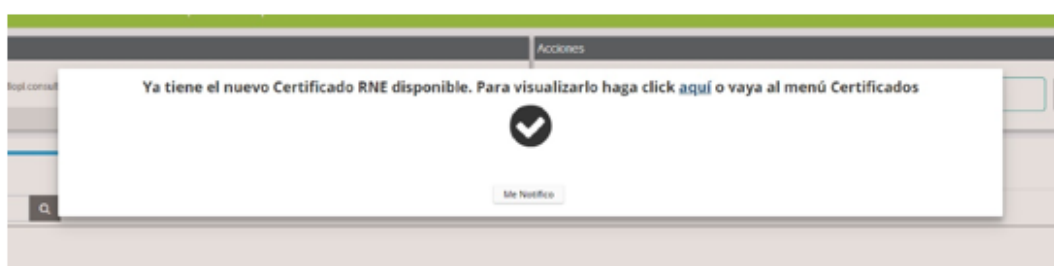 Acciones
Ya tiene el nuevo Certificado RNE disponible. Para visualizarlo haga click aquí o vaya al menú Certificados
Me Notifico